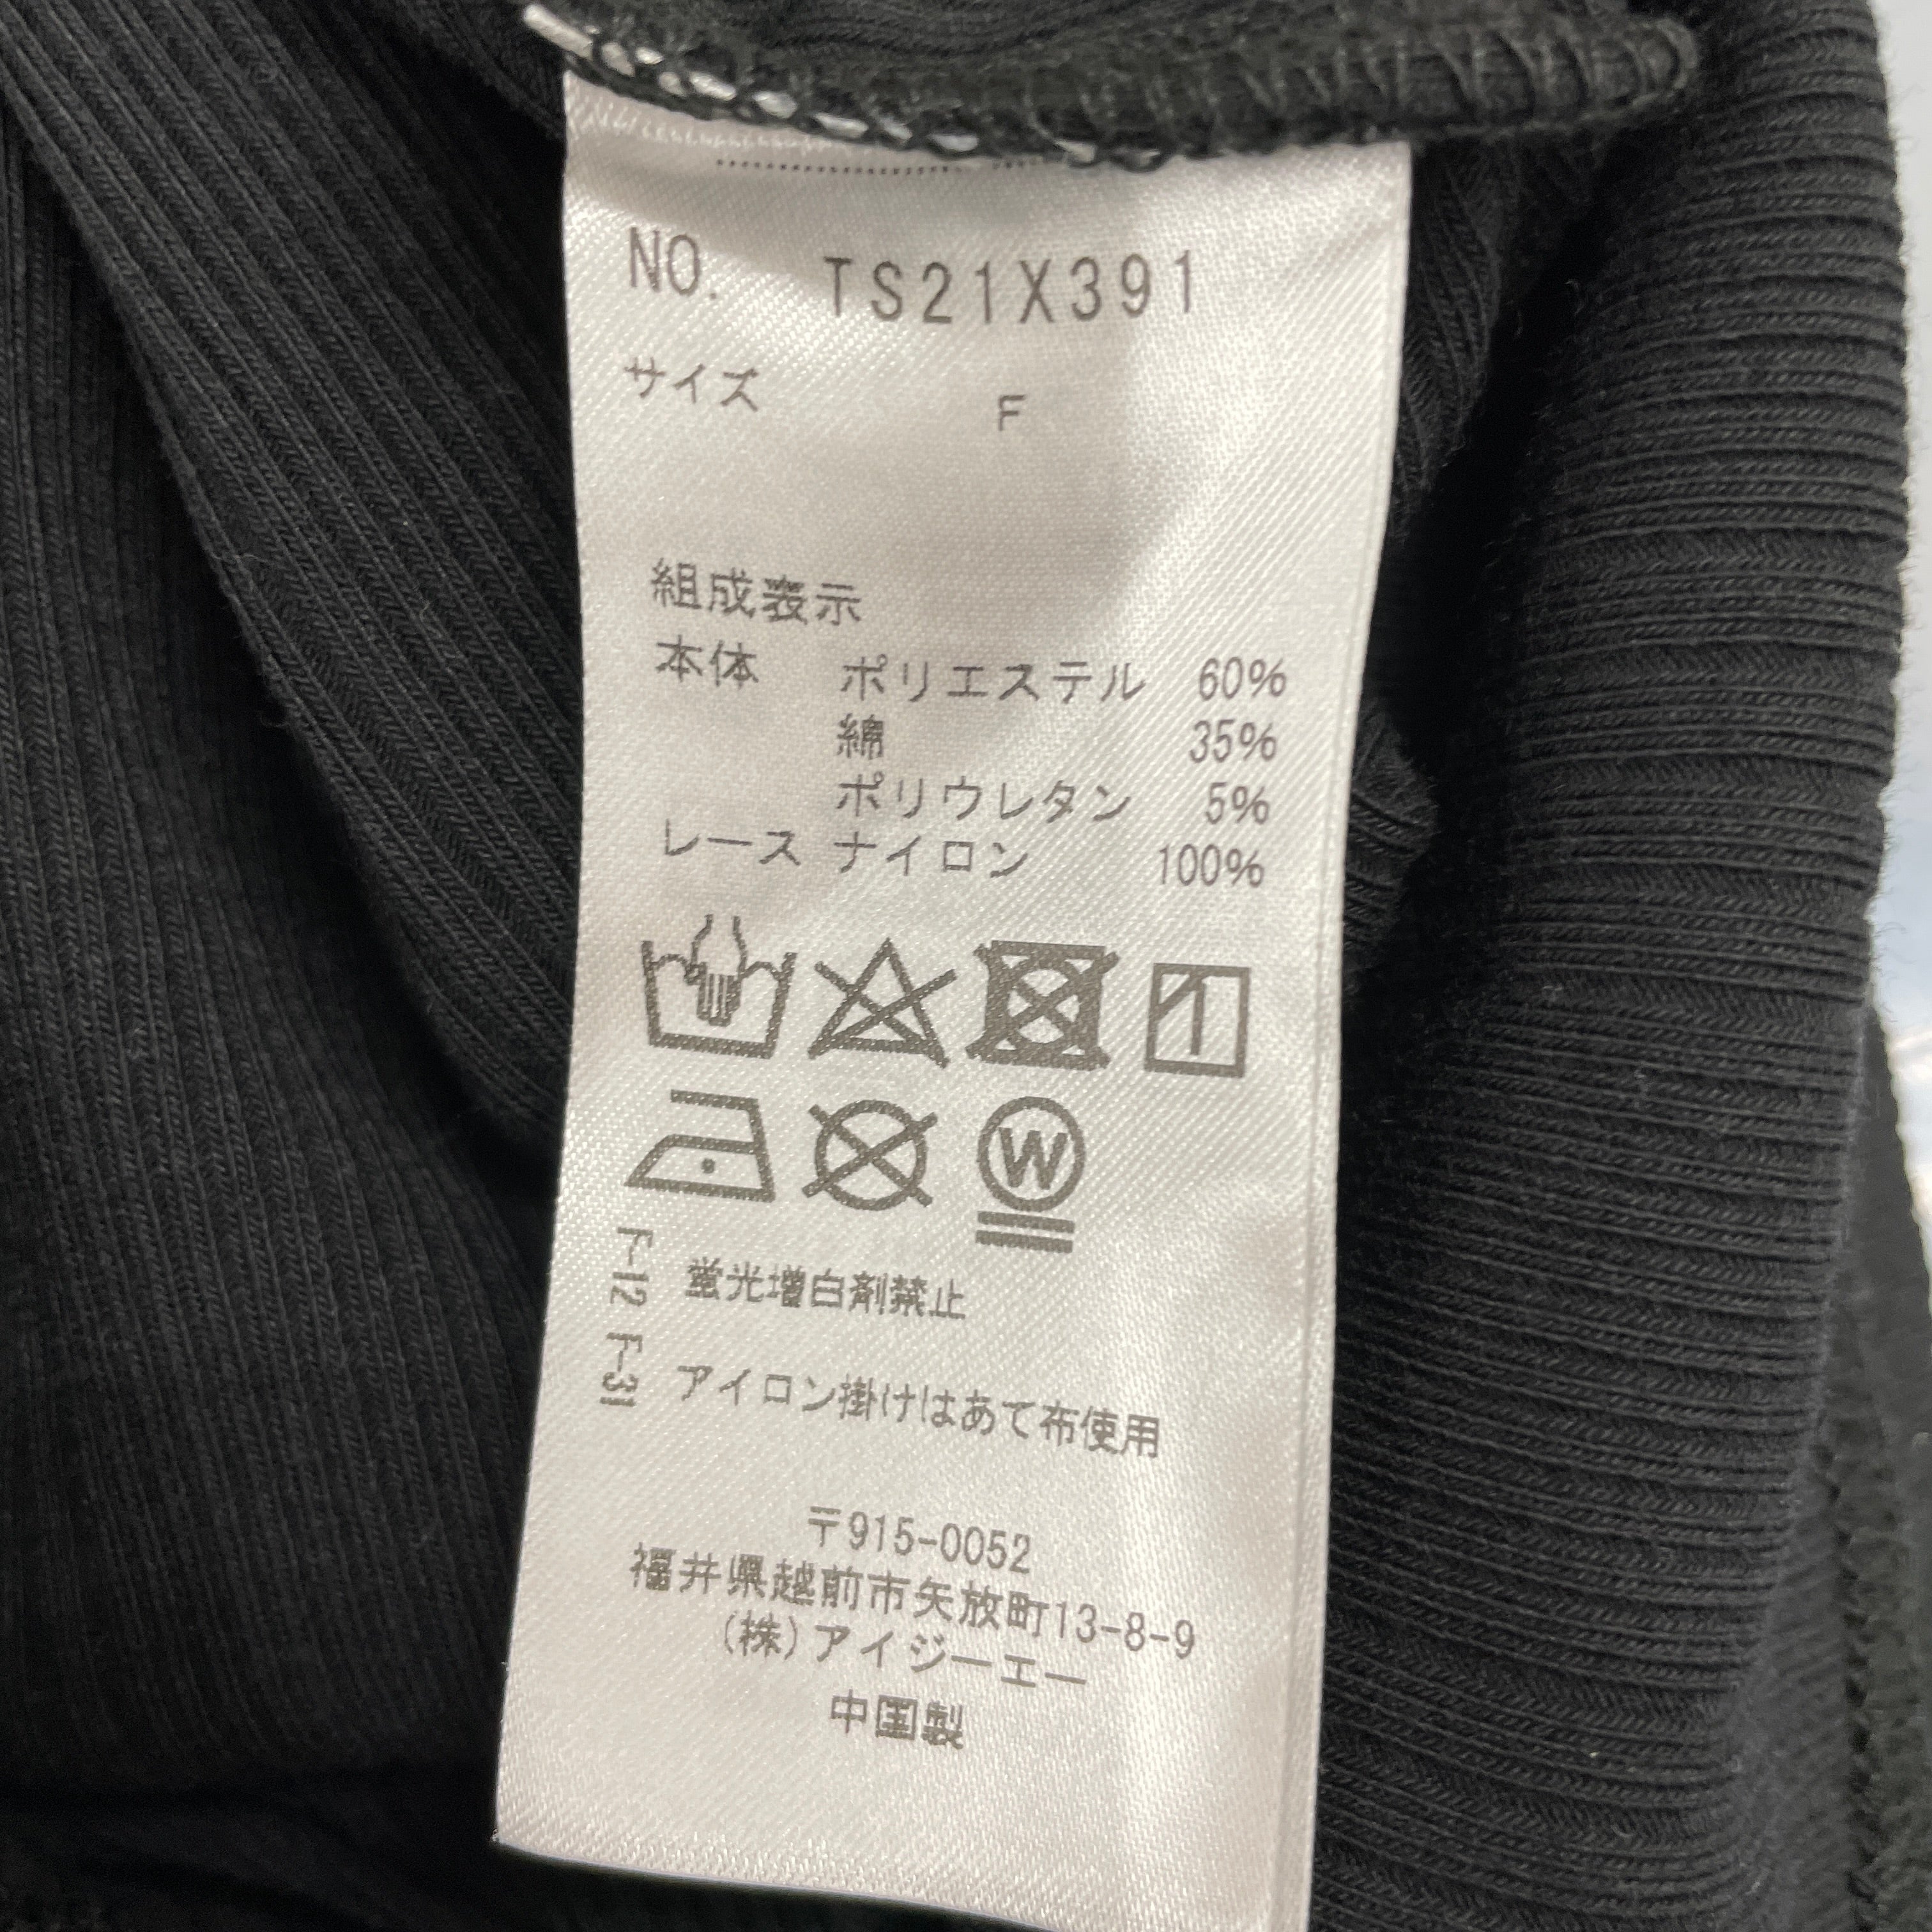 NO. TS21X391
サイズ F
組成表示
本体 ポリエステル 60%
綿 35%
ポリウレタン 5%
レース ナイロン 100%
W
F-12 蛍光増白剤禁止
F-31 アイロン掛けはあて布使用
〒915-0052
福井県越前市矢放町13-8-9
(株)アイジーエー
中国製